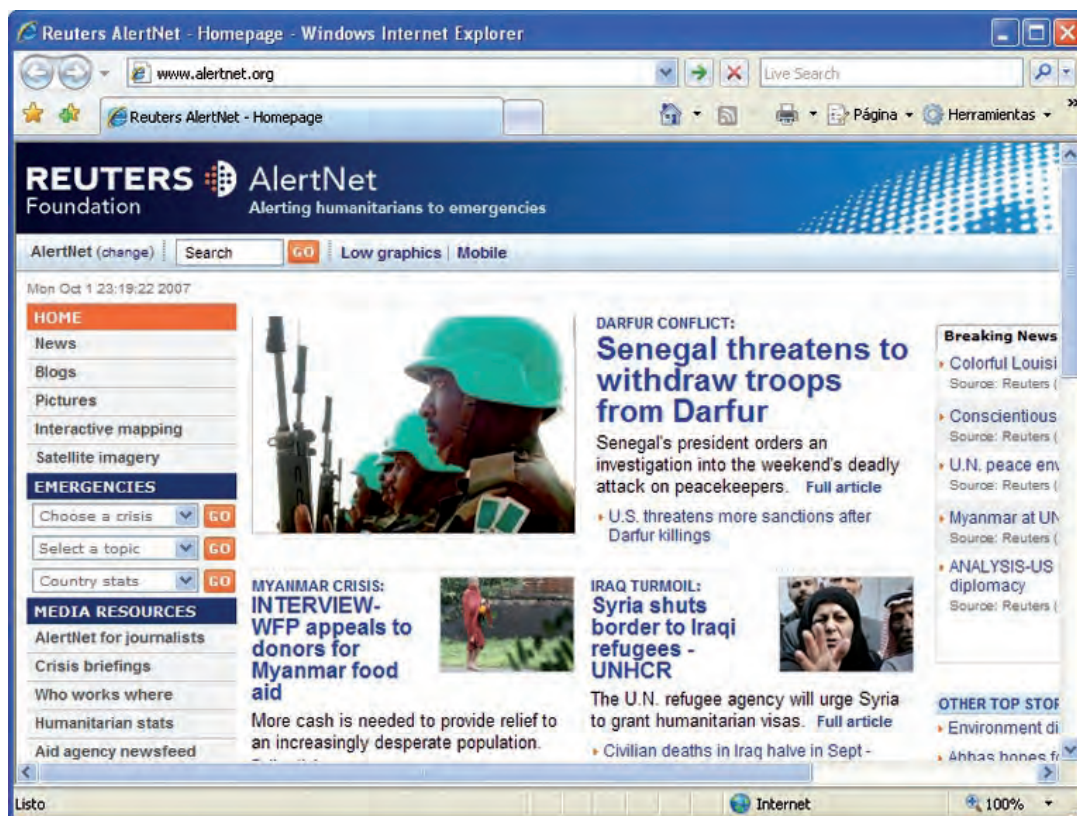 Reuters AlertNet - Homepage - Windows Internet Explorer
www.alertnet.org
Live Search
Reuters AlertNet - Homepage
Página
Herramientas
REUTERS AlertNet
Foundation
Alerting humanitarians to emergencies
AlertNet (change)
Search
GO
Low graphics | Mobile
Mon Oct 1 23:19:22 2007
HOME
News
Blogs
Pictures
Interactive mapping
Satellite imagery
EMERGENCIES
Choose a crisis GO
Select a topic GO
Country stats GO
MEDIA RESOURCES
AlertNet for journalists
Crisis briefings
Who works where
Humanitarian stats
Aid agency newsfeed
DARFUR CONFLICT:
Senegal threatens to
withdraw troops
from Darfur
Senegal's president orders an
investigation into the weekend's deadly
attack on peacekeepers. Full article
U.S. threatens more sanctions after
Darfur killings
MYANMAR CRISIS:
INTERVIEW-
WFP appeals to
donors for
Myanmar food
aid
More cash is needed to provide relief to
an increasingly desperate population.
IRAQ TURMOIL:
Syria shuts
border to Iraqi
refugees -
UNHCR
The U.N. refugee agency will urge Syria
to grant humanitarian visas. Full article
Civilian deaths in Iraq halve in Sept -
Breaking News
Colorful Louisi
Source: Reuters (
Conscientious
Source: Reuters (
U.N. peace env
Source: Reuters (
Myanmar at UN
Source: Reuters (
ANALYSIS-US
diplomacy
Source: Reuters (
OTHER TOP STOR
Environment di
Abbas hopes fo
Listo
Internet
100%